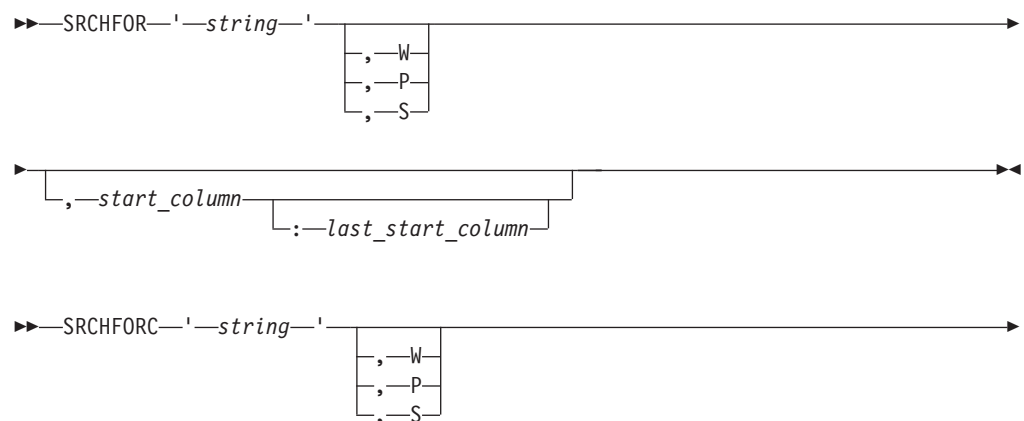 SRCHFOR ' string '
, W
, P
, S
, start_column
: last_start_column
SRCHFORC ' string '
, W
, P
, S